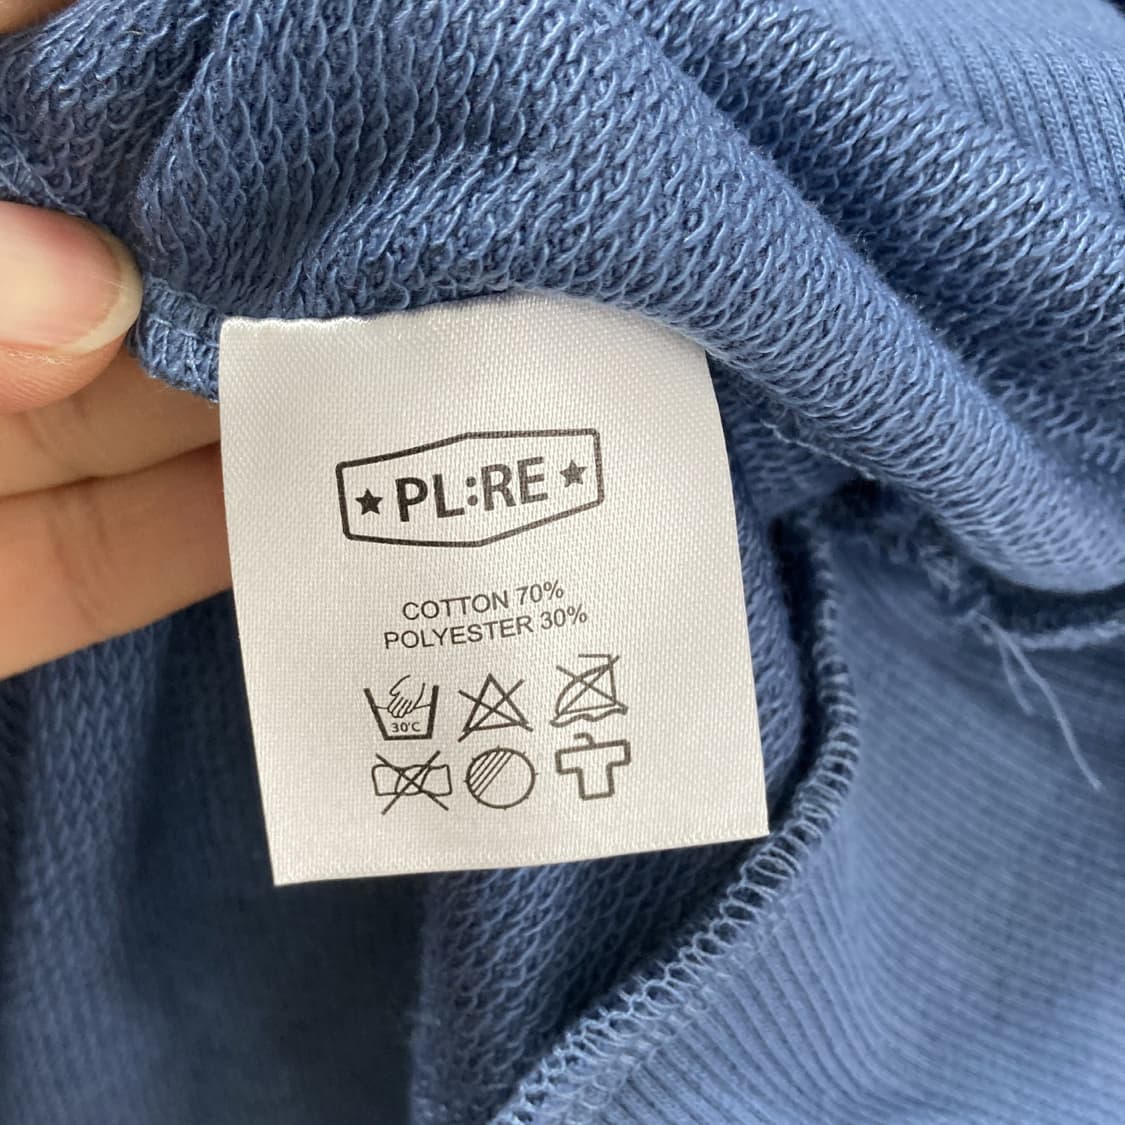 PL:RE
COTTON 70%
POLYESTER 30%
30°C